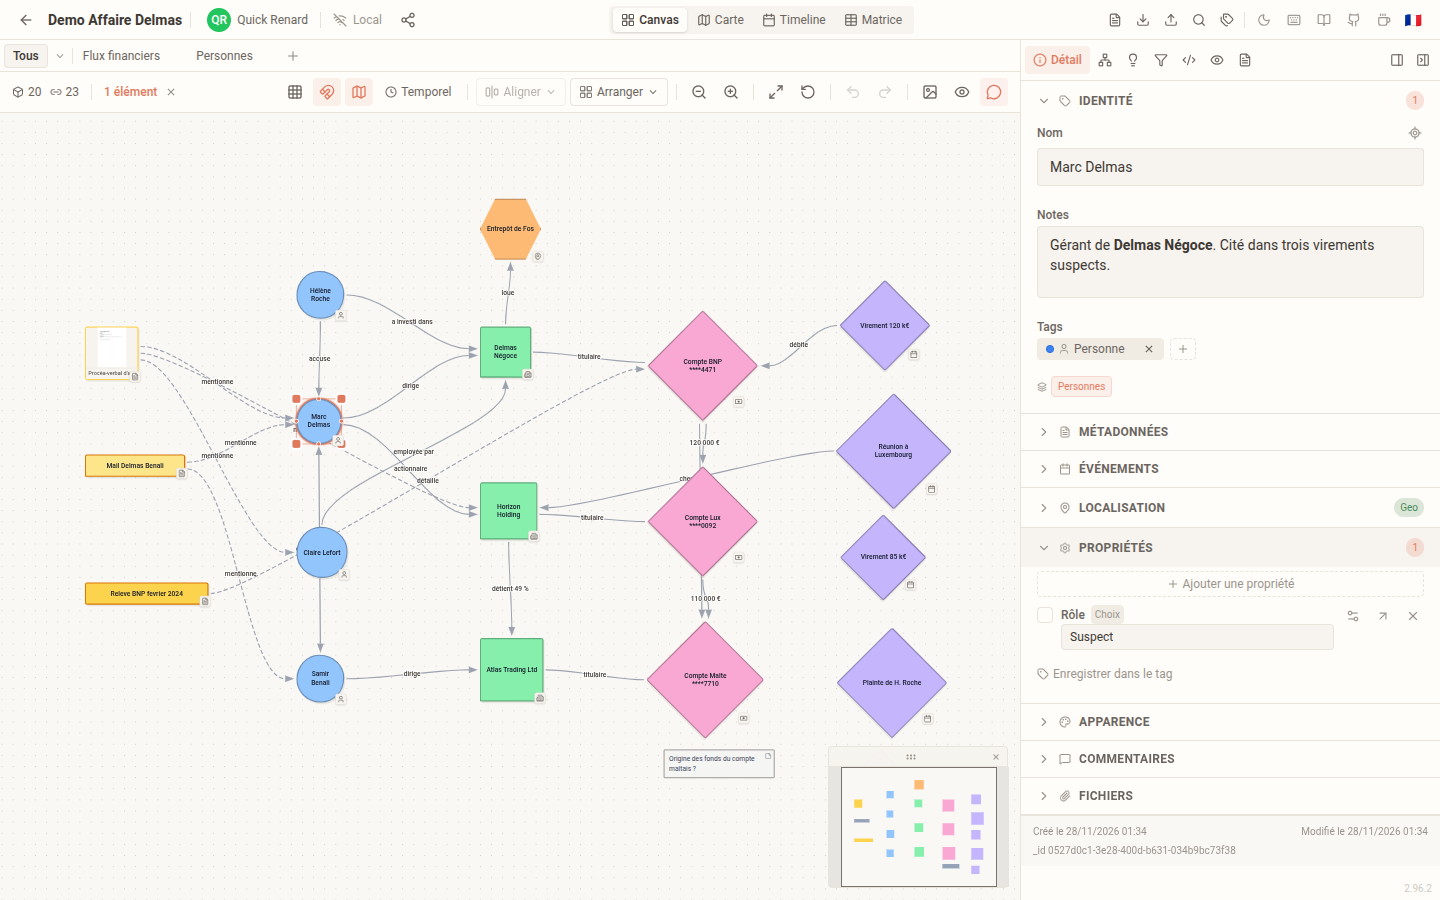 Demo Affaire Delmas
QR
Quick Renard
Local
Canvas
Carte
Timeline
Matrice
Tous
Flux financiers
Personnes
20
23
1 élément
Temporel
Aligner
Arranger
Entrepôt de Fos
loue
Hélène
Roche
a investi dans
accuse
Delmas
Négoce
titulaire
Compte BNP
****4471
débite
Virement 120 k€
Procès-verbal d'a
mentionne
dirige
Marc
Delmas
mentionne
mentionne
Mail Delmas Benali
employée par
actionnaire
détaille
120 000 €
Réunion à
Luxembourg
Horizon
Holding
titulaire
Compte Lux
****0092
Claire Lefort
Virement 85 k€
mentionne
Releve BNP fevrier 2024
détient 49 %
110 000 €
Samir
Benali
dirige
Atlas Trading Ltd
titulaire
Compte Malte
****7710
Plainte de H. Roche
Origine des fonds du compte
maltais ?
Détail
IDENTITÉ
1
Nom
Marc Delmas
Notes
Gérant de Delmas Négoce. Cité dans trois virements
suspects.
Tags
Personne
Personnes
MÉTADONNÉES
ÉVÉNEMENTS
LOCALISATION
Geo
PROPRIÉTÉS
1
Ajouter une propriété
Rôle
Choix
Suspect
Enregistrer dans le tag
APPARENCE
COMMENTAIRES
FICHIERS
Créé le 28/11/2026 01:34
Modifié le 28/11/2026 01:34
_id 0527d0c1-3e28-400d-b631-034b9bc73f38
2.96.2